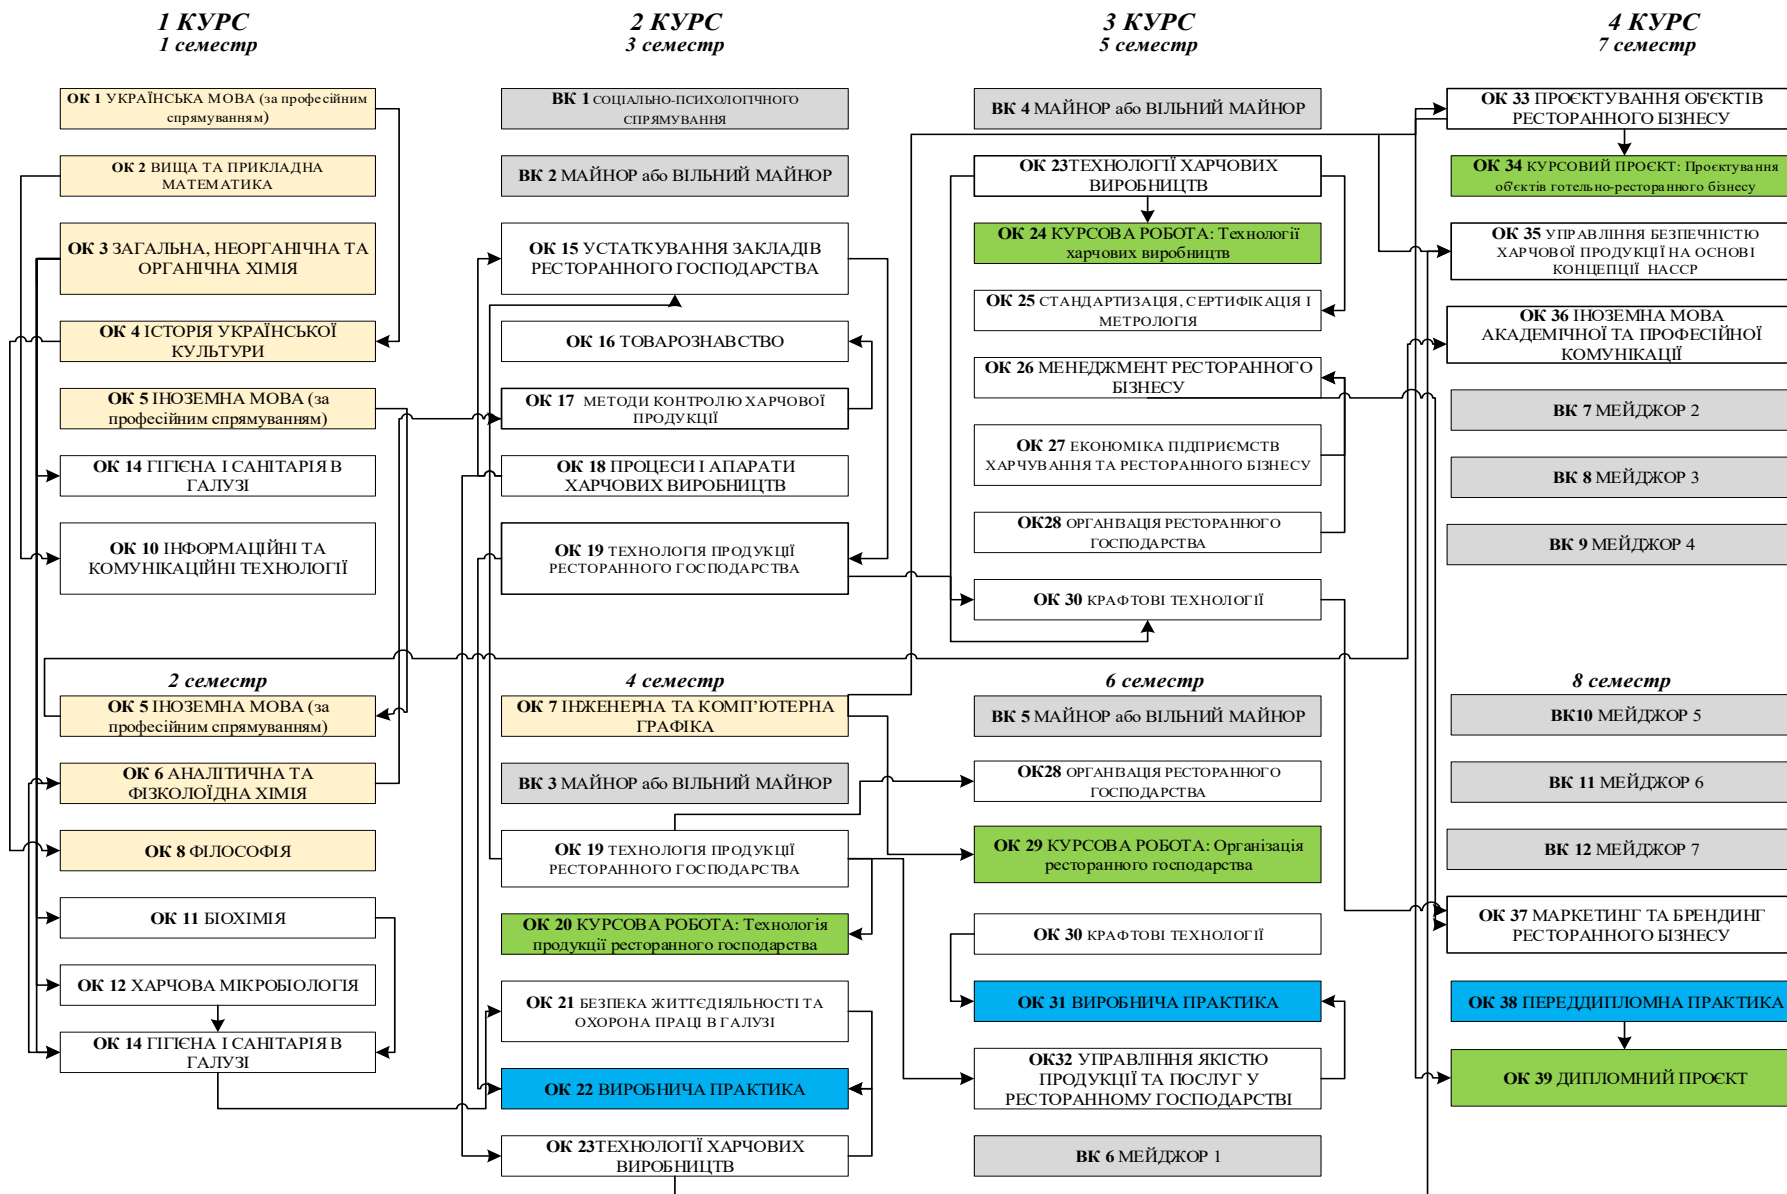 1 КУРС
1 семестр
ОК 1 УКРАЇНСЬКА МОВА (за професійним
спрямуванням)
ОК 2 ВИЩА ТА ПРИКЛАДНА
МАТЕМАТИКА
ОК 3 ЗАГАЛЬНА, НЕОРГАНІЧНА ТА
ОРГАНІЧНА ХІМІЯ
ОК 4 ІСТОРІЯ УКРАЇНСЬКОЇ
КУЛЬТУРИ
ОК 5 ІНОЗЕМНА МОВА (за
професійним спрямуванням)
ОК 14 ГІГІЄНА І САНІТАРІЯ В
ГАЛУЗІ
ОК 10 ІНФОРМАЦІЙНІ ТА
КОМУНІКАЦІЙНІ ТЕХНОЛОГІЇ
2 семестр
ОК 5 ІНОЗЕМНА МОВА (за
професійним спрямуванням)
ОК 6 АНАЛІТИЧНА ТА
ФІЗКОЛОЇДНА ХІМІЯ
ОК 8 ФІЛОСОФІЯ
ОК 11 БІОХІМІЯ
ОК 12 ХАРЧОВА МІКРОБІОЛОГІЯ
ОК 14 ГІГІЄНА І САНІТАРІЯ В
ГАЛУЗІ
2 КУРС
3 семестр
ВК 1 СОЦІАЛЬНО-ПСИХОЛОГІЧНОГО
СПРЯМУВАННЯ
ВК 2 МАЙНОР або ВІЛЬНИЙ МАЙНОР
ОК 15 УСТАТКУВАННЯ ЗАКЛАДІВ
РЕСТОРАННОГО ГОСПОДАРСТВА
ОК 16 ТОВАРОЗНАВСТВО
ОК 17 МЕТОДИ КОНТРОЛЮ ХАРЧОВОЇ
ПРОДУКЦІЇ
ОК 18 ПРОЦЕСИ І АПАРАТИ
ХАРЧОВИХ ВИРОБНИЦТВ
ОК 19 ТЕХНОЛОГІЯ ПРОДУКЦІЇ
РЕСТОРАННОГО ГОСПОДАРСТВА
4 семестр
ОК 7 ІНЖЕНЕРНА ТА КОМП’ЮТЕРНА
ГРАФІКА
ВК 3 МАЙНОР або ВІЛЬНИЙ МАЙНОР
ОК 19 ТЕХНОЛОГІЯ ПРОДУКЦІЇ
РЕСТОРАННОГО ГОСПОДАРСТВА
ОК 20 КУРСОВА РОБОТА: Технологія
продукції ресторанного господарства
ОК 21 БЕЗПЕКА ЖИТТЄДІЯЛЬНОСТІ ТА
ОХОРОНА ПРАЦІ В ГАЛУЗІ
ОК 22 ВИРОБНИЧА ПРАКТИКА
ОК 23ТЕХНОЛОГІЇ ХАРЧОВИХ
ВИРОБНИЦТВ
3 КУРС
5 семестр
ВК 4 МАЙНОР або ВІЛЬНИЙ МАЙНОР
ОК 23ТЕХНОЛОГІЇ ХАРЧОВИХ
ВИРОБНИЦТВ
ОК 24 КУРСОВА РОБОТА: Технології
харчових виробництв
ОК 25 СТАНДАРТИЗАЦІЯ, СЕРТИФІКАЦІЯ І
МЕТРОЛОГІЯ
ОК 26 МЕНЕДЖМЕНТ РЕСТОРАННОГО
БІЗНЕСУ
ОК 27 ЕКОНОМІКА ПІДПРИЄМСТВ
ХАРЧУВАННЯ ТА РЕСТОРАННОГО БІЗНЕСУ
ОК28 ОРГАНІЗАЦІЯ РЕСТОРАННОГО
ГОСПОДАРСТВА
ОК 30 КРАФТОВІ ТЕХНОЛОГІЇ
6 семестр
ВК 5 МАЙНОР або ВІЛЬНИЙ МАЙНОР
ОК28 ОРГАНІЗАЦІЯ РЕСТОРАННОГО
ГОСПОДАРСТВА
ОК 29 КУРСОВА РОБОТА: Організація
ресторанного господарства
ОК 30 КРАФТОВІ ТЕХНОЛОГІЇ
ОК 31 ВИРОБНИЧА ПРАКТИКА
ОК32 УПРАВЛІННЯ ЯКІСТЮ
ПРОДУКЦІЇ ТА ПОСЛУГ У
РЕСТОРАННОМУ ГОСПОДАРСТВІ
ВК 6 МЕЙДЖОР 1
4 КУРС
7 семестр
ОК 33 ПРОЄКТУВАННЯ ОБ'ЄКТІВ
РЕСТОРАННОГО БІЗНЕСУ
ОК 34 КУРСОВИЙ ПРОЄКТ: Проєктування
об'єктів готельно-ресторанного бізнесу
ОК 35 УПРАВЛІННЯ БЕЗПЕЧНІСТЮ
ХАРЧОВОЇ ПРОДУКЦІЇ НА ОСНОВІ
КОНЦЕПЦІЇ НАССР
ОК 36 ІНОЗЕМНА МОВА
АКАДЕМІЧНОЇ ТА ПРОФЕСІЙНОЇ
КОМУНІКАЦІЇ
ВК 7 МЕЙДЖОР 2
ВК 8 МЕЙДЖОР 3
ВК 9 МЕЙДЖОР 4
8 семестр
ВК10 МЕЙДЖОР 5
ВК 11 МЕЙДЖОР 6
ВК 12 МЕЙДЖОР 7
ОК 37 МАРКЕТИНГ ТА БРЕНДИНГ
РЕСТОРАННОГО БІЗНЕСУ
ОК 38 ПЕРЕДДИПЛОМНА ПРАКТИКА
ОК 39 ДИПЛОМНИЙ ПРОЄКТ